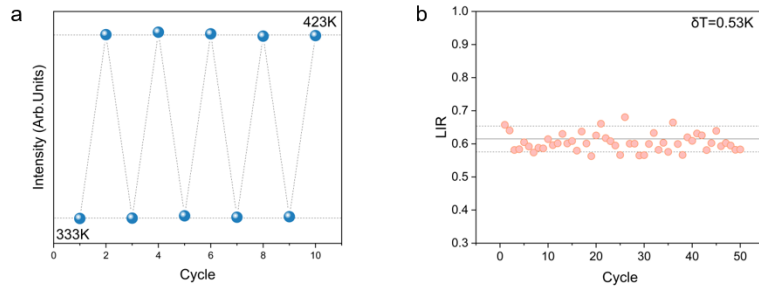 a
423K
333K
Intensity (Arb.Units)
0 2 4 6 8 10
Cycle
b
δT=0.53K
1.0
0.9
0.8
0.7
0.6
0.5
0.4
0.3
LIR
0 10 20 30 40 50
Cycle